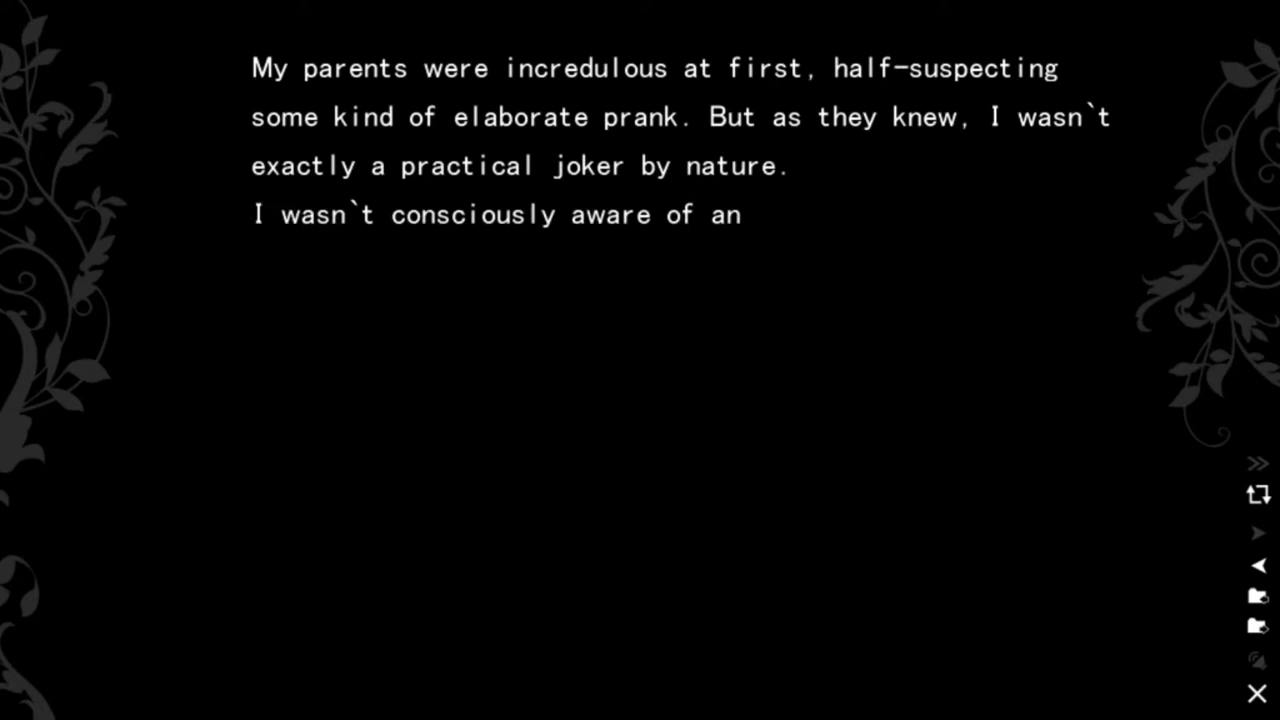 My parents were incredulous at first, half-suspecting
some kind of elaborate prank. But as they knew, I wasn`t
exactly a practical joker by nature.
I wasn`t consciously aware of an